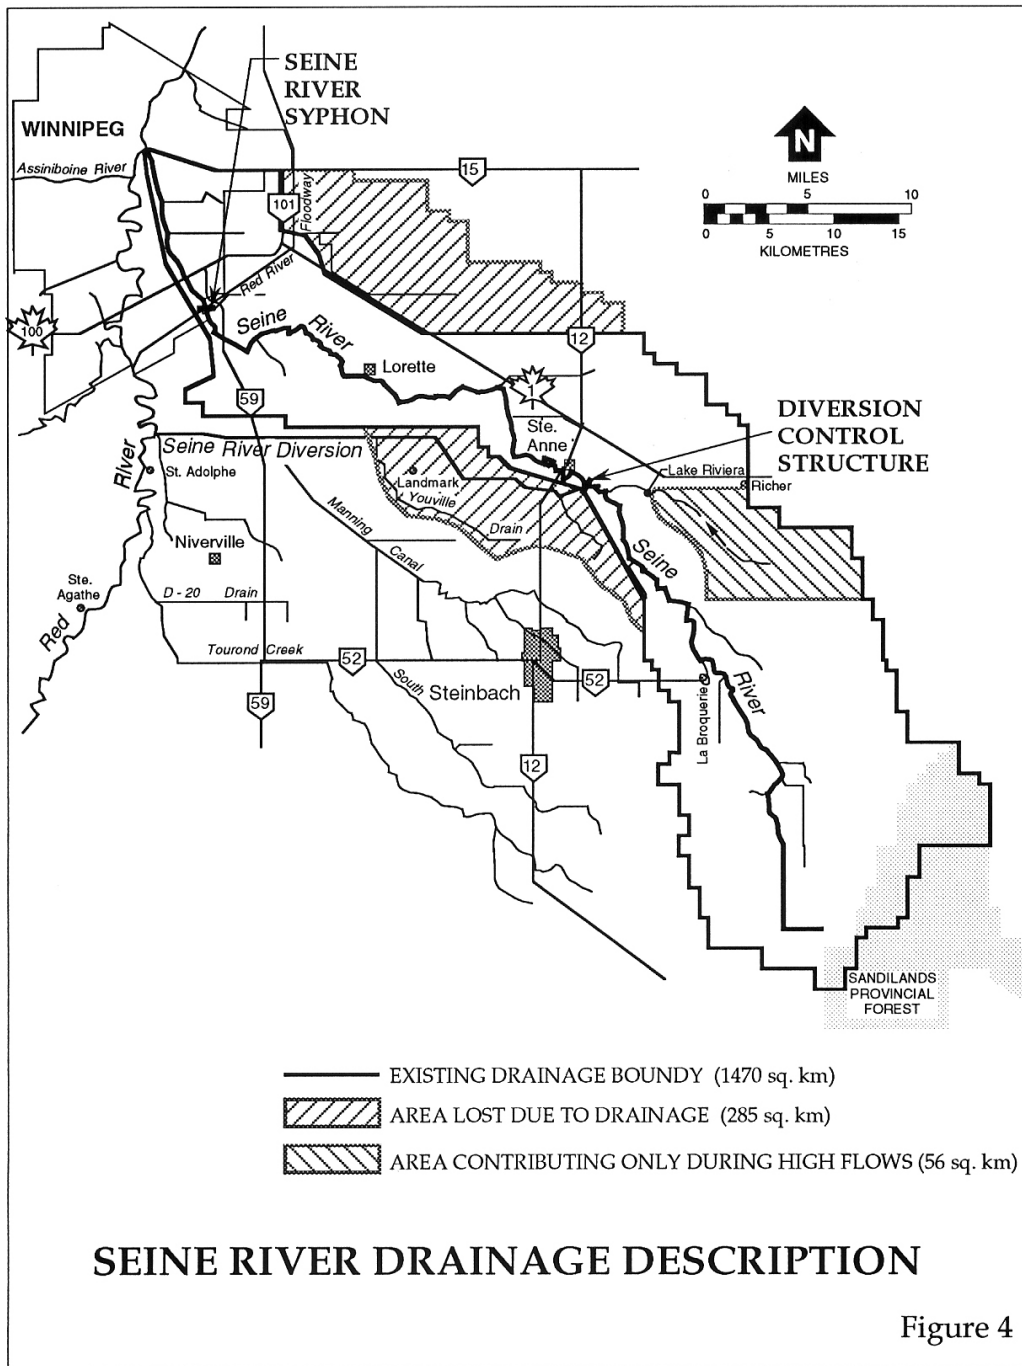 SEINE
RIVER
SYPHON
WINNIPEG
Assiniboine River
15
N
MILES
0 5 10
0 5 10 15
KILOMETRES
101
Floodway
Red River
100
Seine River
12
Lorette
59
1
Ste.
Anne
DIVERSION
CONTROL
STRUCTURE
Seine River Diversion
River
St. Adolphe
Landmark
Youville
Drain
Lake Riviera
Richer
Manning
Canal
Niverville
Seine
Ste.
Agathe
D - 20 Drain
Red
Tourond Creek
52
South
Steinbach
52
La Broquerie
River
59
12
SANDILANDS
PROVINCIAL
FOREST
EXISTING DRAINAGE BOUNDY (1470 sq. km)
AREA LOST DUE TO DRAINAGE (285 sq. km)
AREA CONTRIBUTING ONLY DURING HIGH FLOWS (56 sq. km)
SEINE RIVER DRAINAGE DESCRIPTION
Figure 4